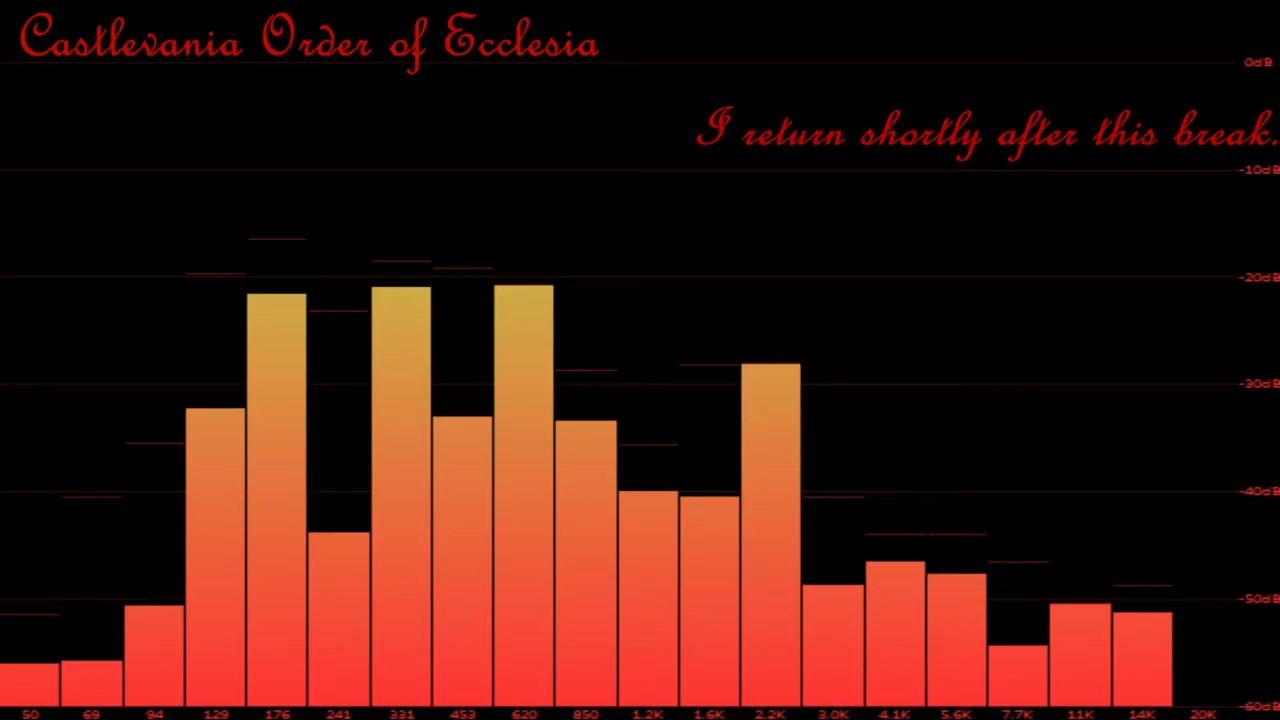 Castlevania Order of Ecclesia
0dB
I return shortly after this break.
-10dB
-20dB
-30dB
-40dB
-50dB
-60dB
50 69 94 129 176 241 331 453 620 850 1.2K 1.6K 2.2K 3.0K 4.1K 5.6K 7.7K 11K 14K 20K